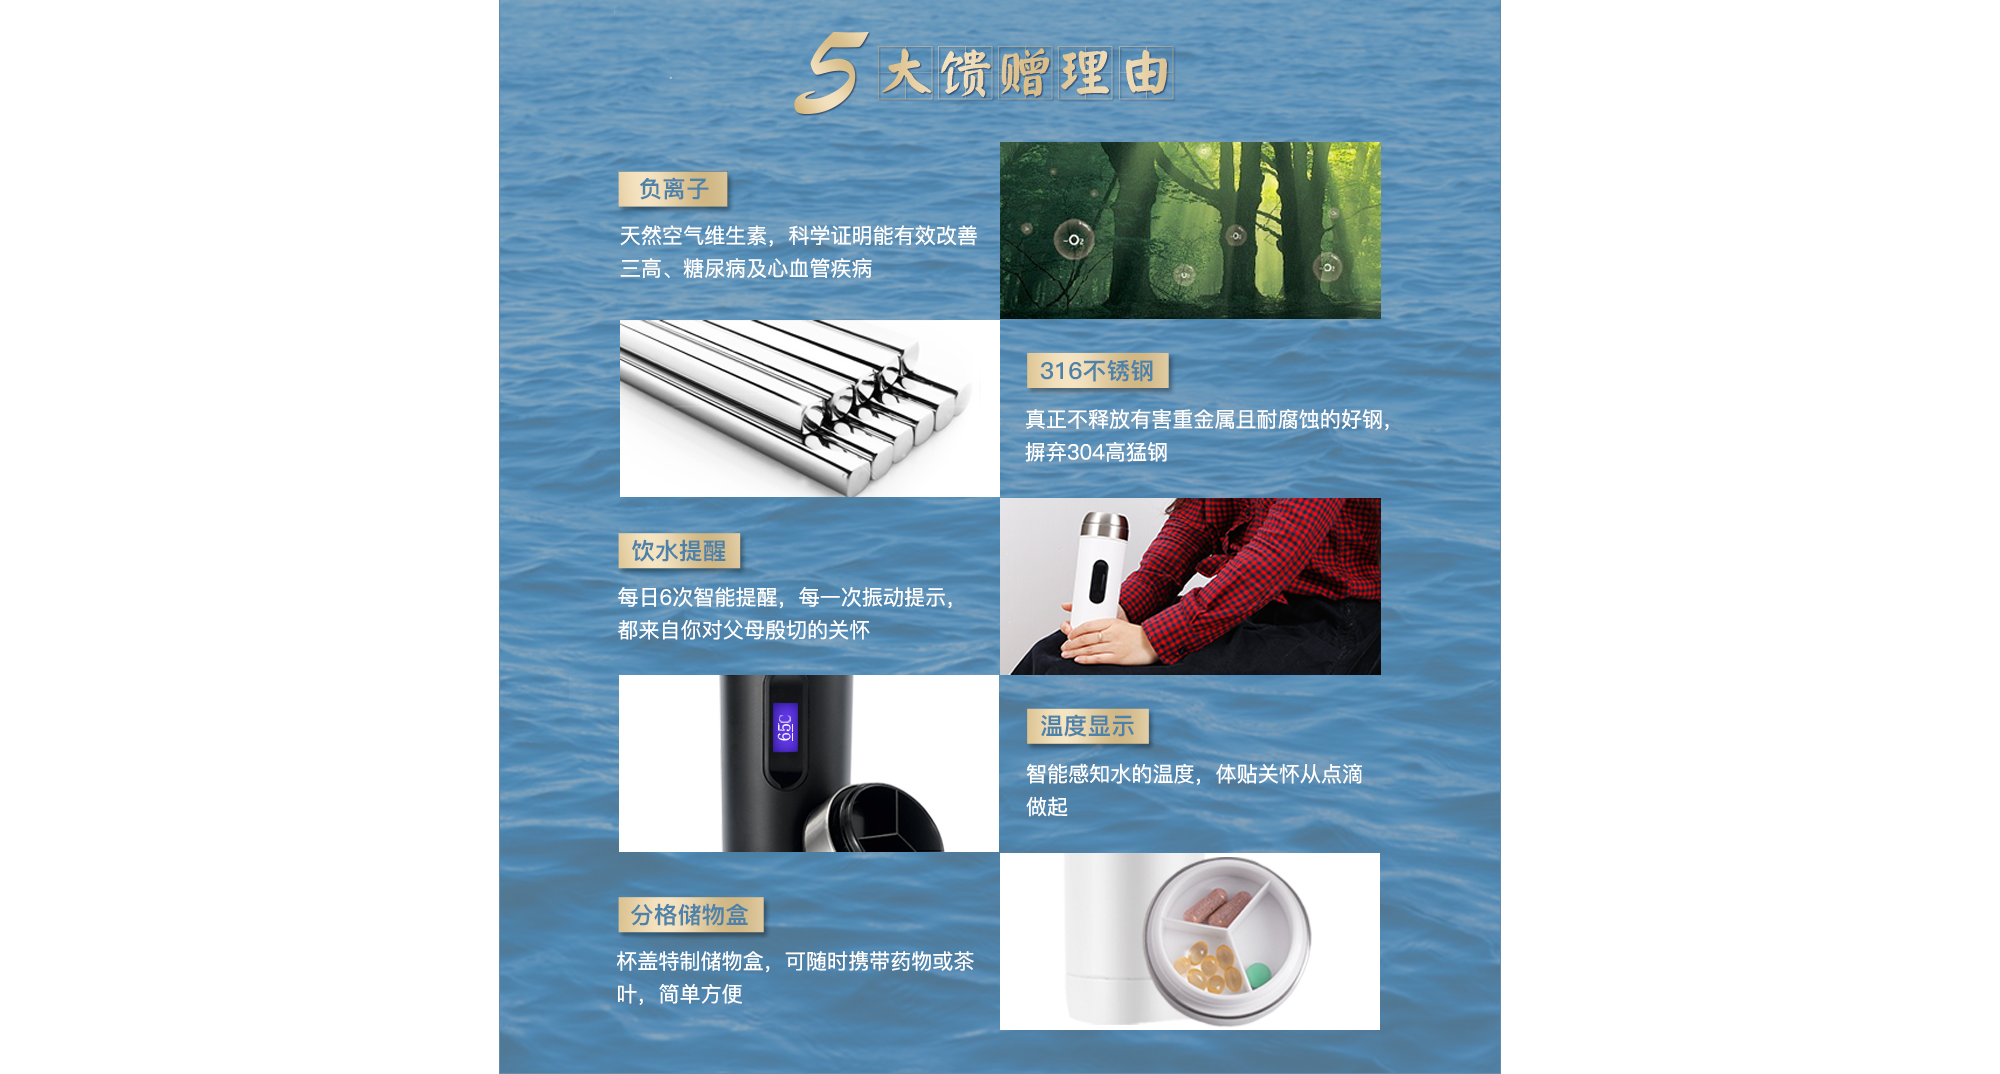 5大馈赠理由
负离子
天然空气维生素，科学证明能有效改善
三高、糖尿病及心血管疾病
-O₂
-O₂
-O₂
-O₂
316不锈钢
真正不释放有害重金属且耐腐蚀的好钢，
摒弃304高猛钢
饮水提醒
每日6次智能提醒，每一次振动提示，
都来自你对父母殷切的关怀
65C
温度显示
智能感知水的温度，体贴关怀从点滴
做起
分格储物盒
杯盖特制储物盒，可随时携带药物或茶
叶，简单方便